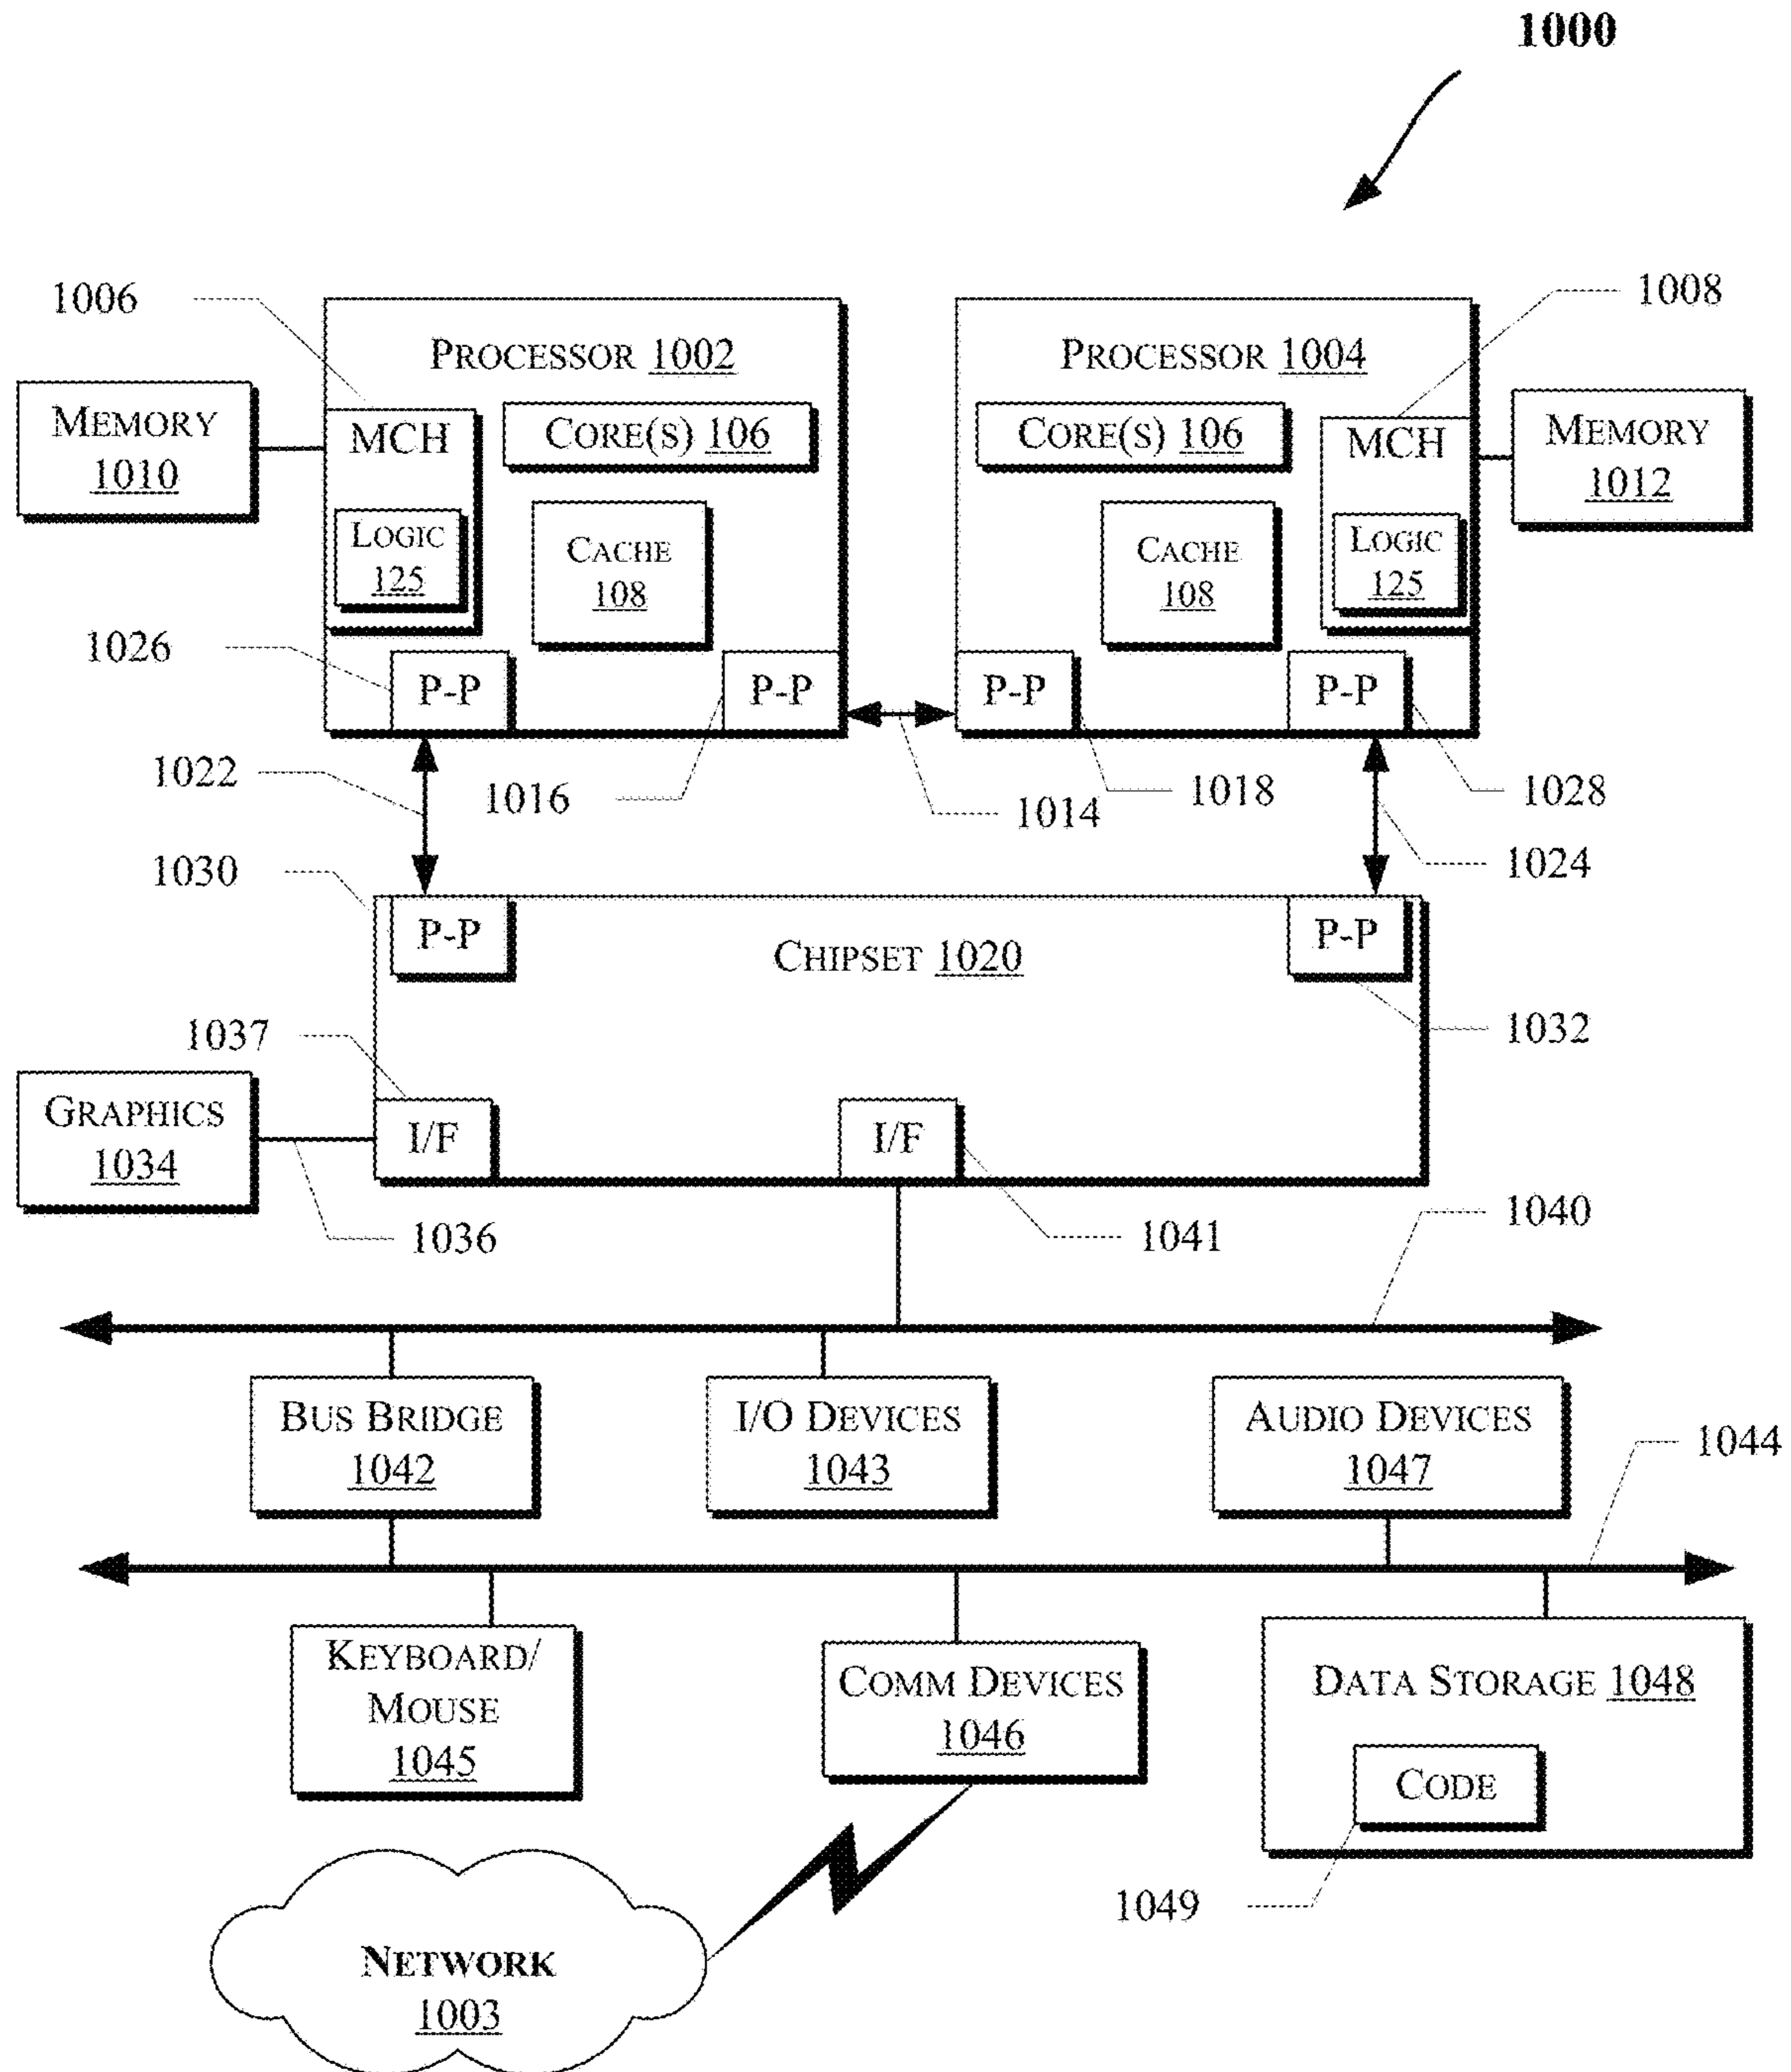 1000
1006
1008
PROCESSOR 1002
PROCESSOR 1004
MEMORY
1010
MCH
CORE(S) 106
CORE(S) 106
MCH
MEMORY
1012
LOGIC
125
CACHE
108
CACHE
108
LOGIC
125
1026
P-P
P-P
P-P
P-P
1022
1016
1014
1018
1028
1024
1030
P-P
CHIPSET 1020
P-P
1032
1037
GRAPHICS
1034
I/F
I/F
1036
1041
1040
BUS BRIDGE
1042
I/O DEVICES
1043
AUDIO DEVICES
1047
1044
KEYBOARD/
MOUSE
1045
COMM DEVICES
1046
DATA STORAGE 1048
CODE
1049
NETWORK
1003